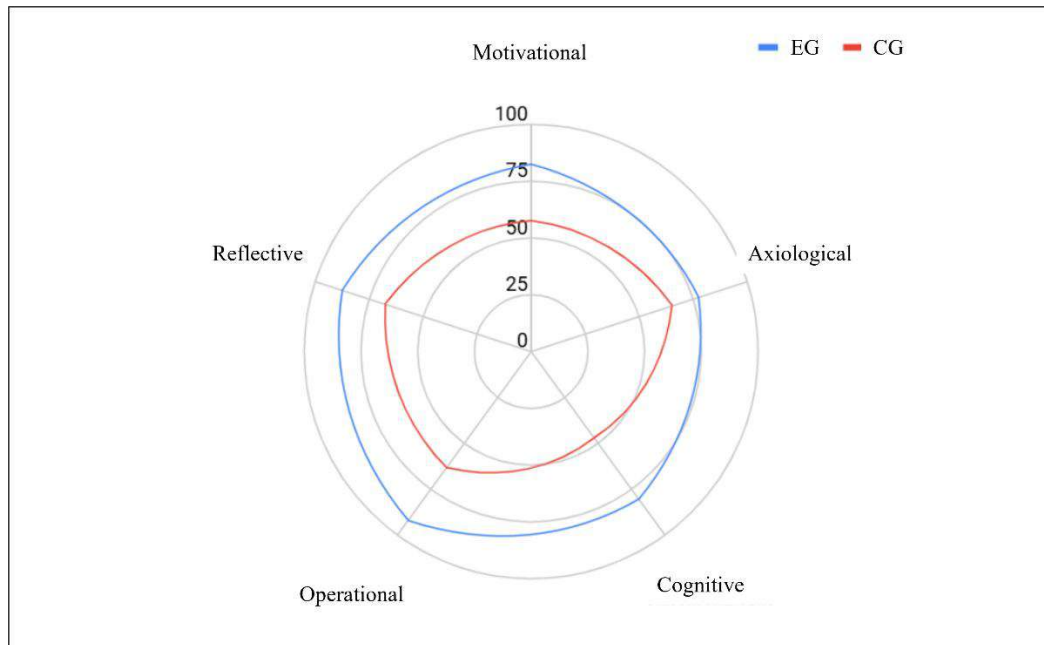 Motivational
EG
CG
100
75
50
25
0
Reflective
Axiological
Operational
Cognitive